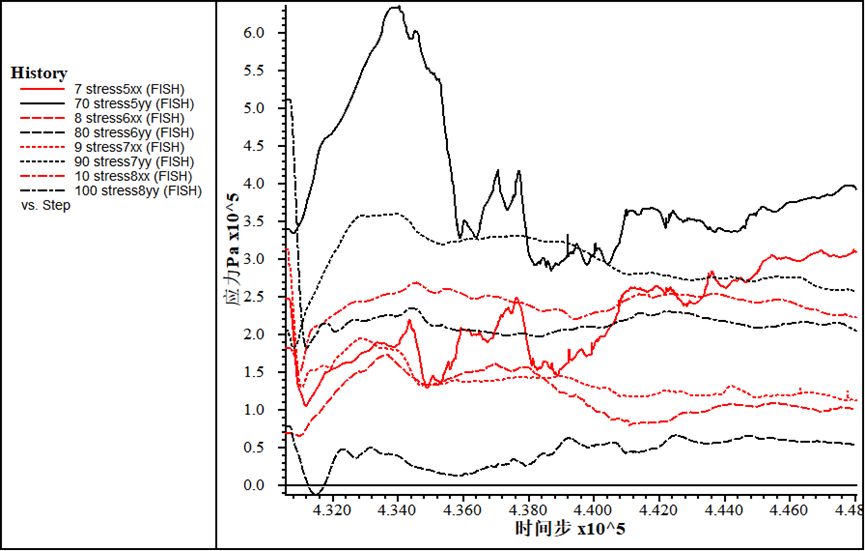 History
7 stress5xx (FISH)
70 stress5yy (FISH)
8 stress6xx (FISH)
80 stress6yy (FISH)
9 stress7xx (FISH)
90 stress7yy (FISH)
10 stress8xx (FISH)
100 stress8yy (FISH)
vs. Step
应力Pa x10^5
6.0
5.5
5.0
4.5
4.0
3.5
3.0
2.5
2.0
1.5
1.0
0.5
0.0
4.320 4.340 4.360 4.380 4.400 4.420 4.440 4.460 4.48
时间步 x10^5